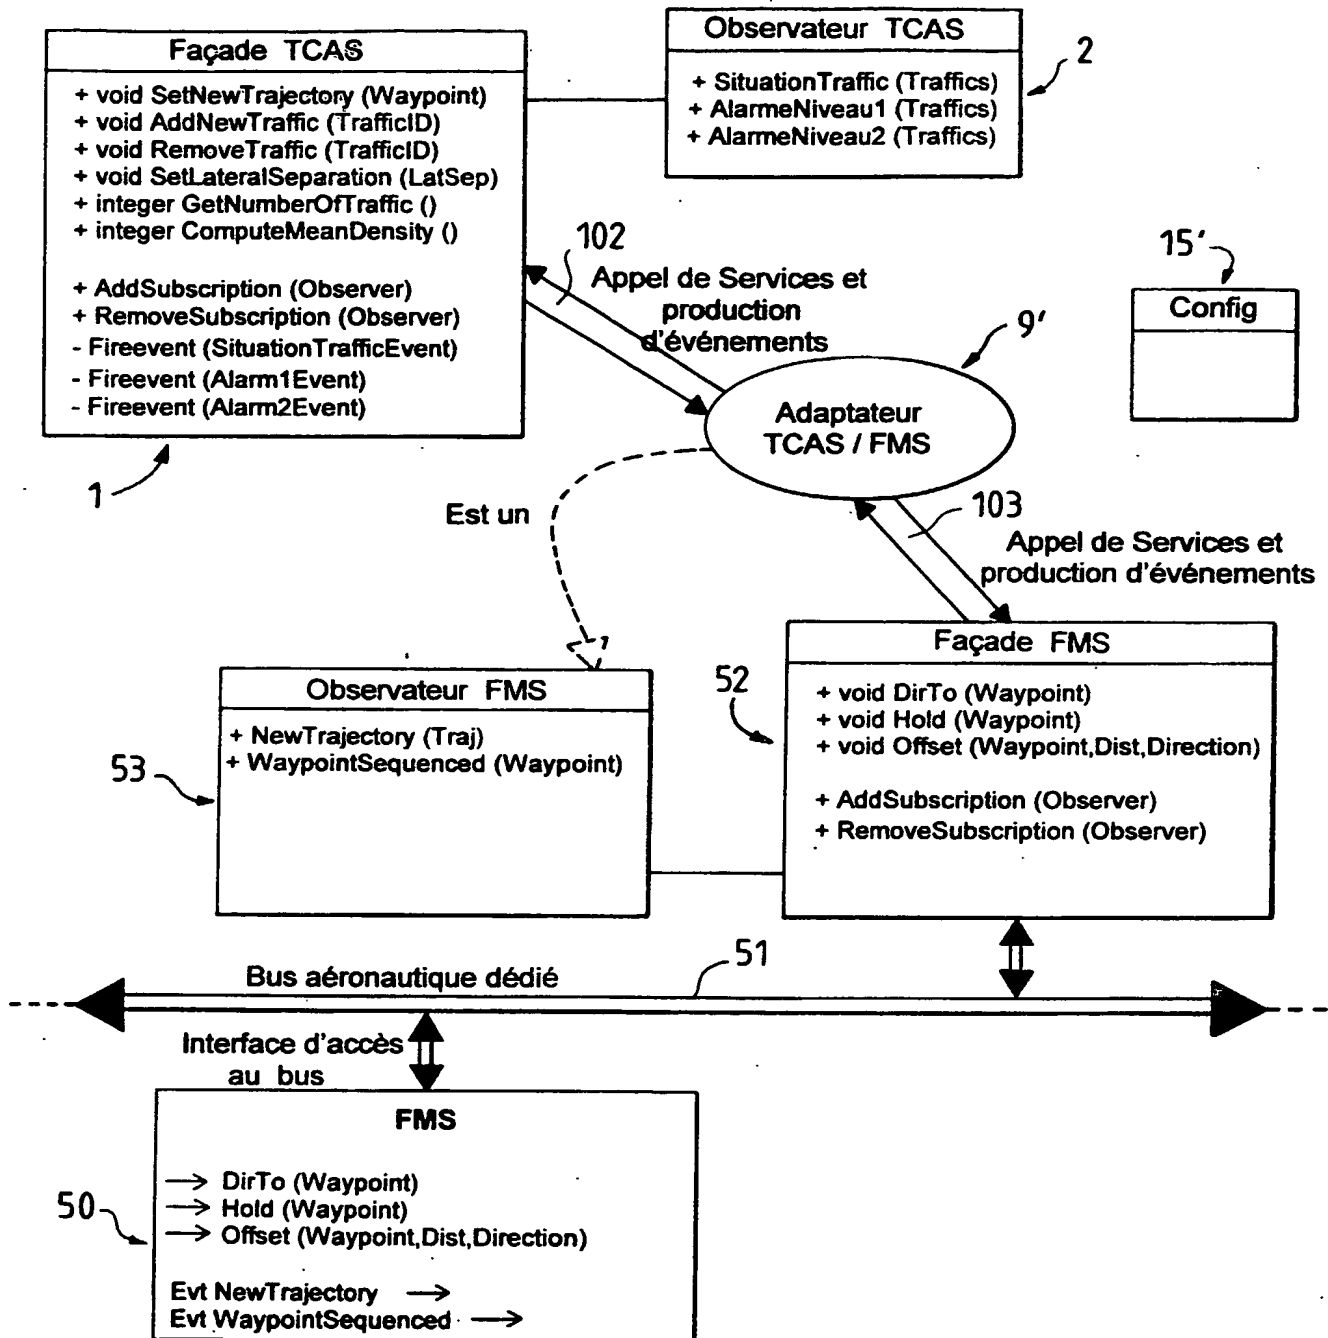 Façade TCAS
+ void SetNewTrajectory (Waypoint)
+ void AddNewTraffic (TrafficID)
+ void RemoveTraffic (TrafficID)
+ void SetLateralSeparation (LatSep)
+ integer GetNumberOfTraffic ()
+ integer ComputeMeanDensity ()
+ AddSubscription (Observer)
+ RemoveSubscription (Observer)
- Fireevent (SituationTrafficEvent)
- Fireevent (Alarm1Event)
- Fireevent (Alarm2Event)
1
Observateur TCAS
+ SituationTraffic (Traffics)
+ AlarmeNiveau1 (Traffics)
+ AlarmeNiveau2 (Traffics)
2
102
Appel de Services et
production
d'événements
15'
Config
9'
Adaptateur
TCAS / FMS
Est un
103
Appel de Services et
production d'événements
Observateur FMS
+ NewTrajectory (Traj)
+ WaypointSequenced (Waypoint)
53
52
Façade FMS
+ void DirTo (Waypoint)
+ void Hold (Waypoint)
+ void Offset (Waypoint,Dist,Direction)
+ AddSubscription (Observer)
+ RemoveSubscription (Observer)
Bus aéronautique dédié
51
Interface d'accès
au bus
FMS
→ DirTo (Waypoint)
→ Hold (Waypoint)
→ Offset (Waypoint,Dist,Direction)
50
Evt NewTrajectory →
Evt WaypointSequenced →